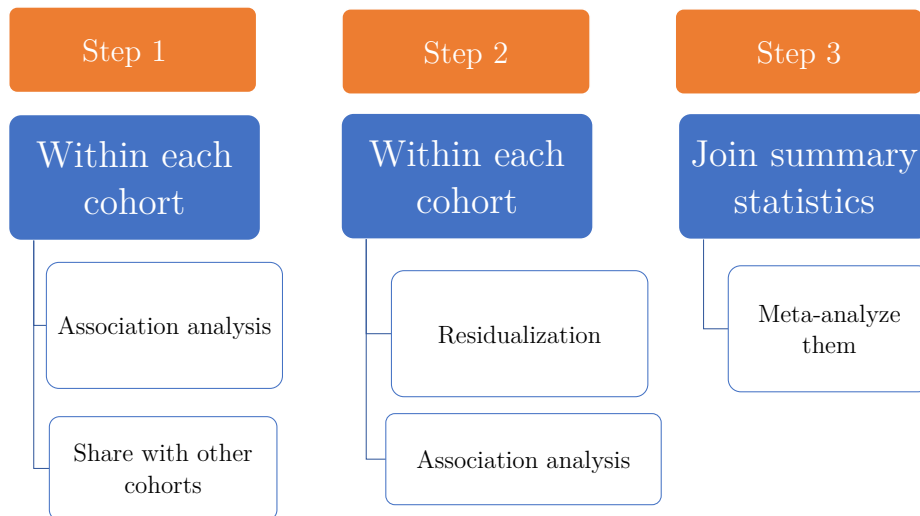 Step 1
Within each
cohort
Association analysis
Share with other
cohorts
Step 2
Within each
cohort
Residualization
Association analysis
Step 3
Join summary
statistics
Meta-analyze
them